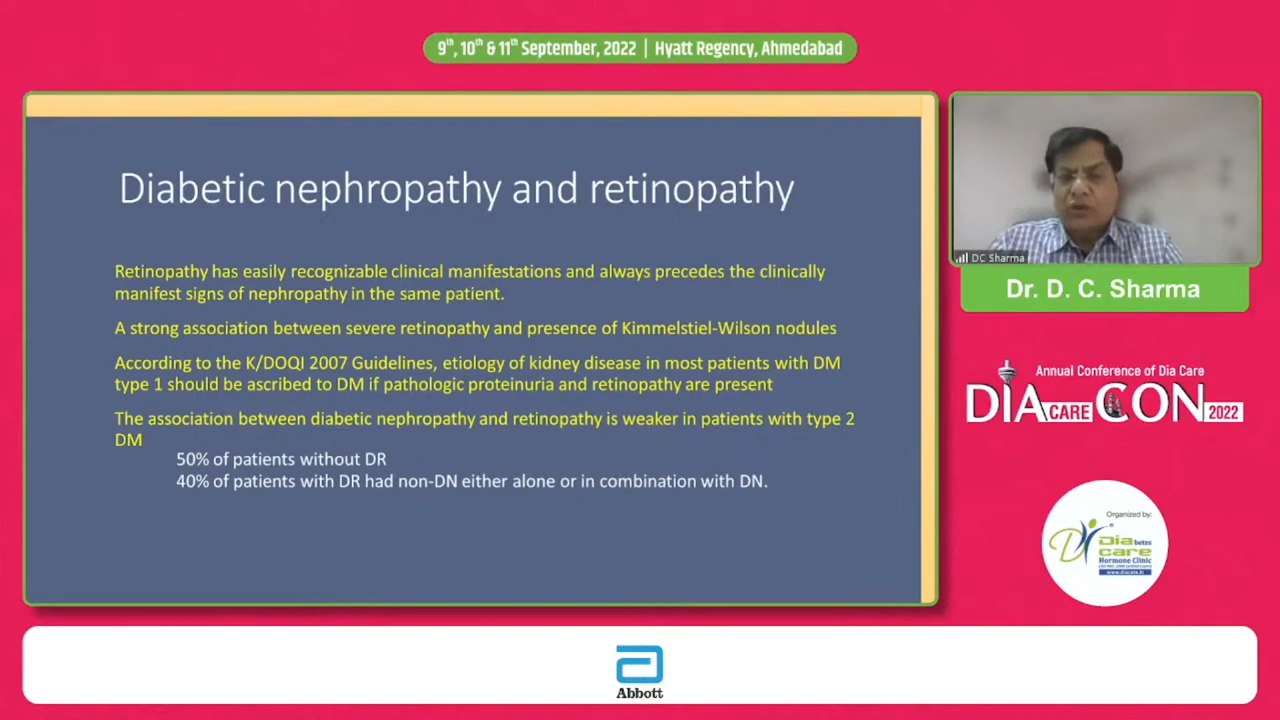 9th, 10th & 11th September, 2022 | Hyatt Regency, Ahmedabad
Diabetic nephropathy and retinopathy
Retinopathy has easily recognizable clinical manifestations and always precedes the clinically
manifest signs of nephropathy in the same patient.
A strong association between severe retinopathy and presence of Kimmelstiel-Wilson nodules
According to the K/DOQI 2007 Guidelines, etiology of kidney disease in most patients with DM
type 1 should be ascribed to DM if pathologic proteinuria and retinopathy are present
The association between diabetic nephropathy and retinopathy is weaker in patients with type 2
DM
50% of patients without DR
40% of patients with DR had non-DN either alone or in combination with DN.
DC Sharma
Dr. D. C. Sharma
Annual Conference of Dia Care
DIA CARE CON 2022
Organized by:
Diabetes
care
Hormone Clinic
www.diacare.in
Abbott